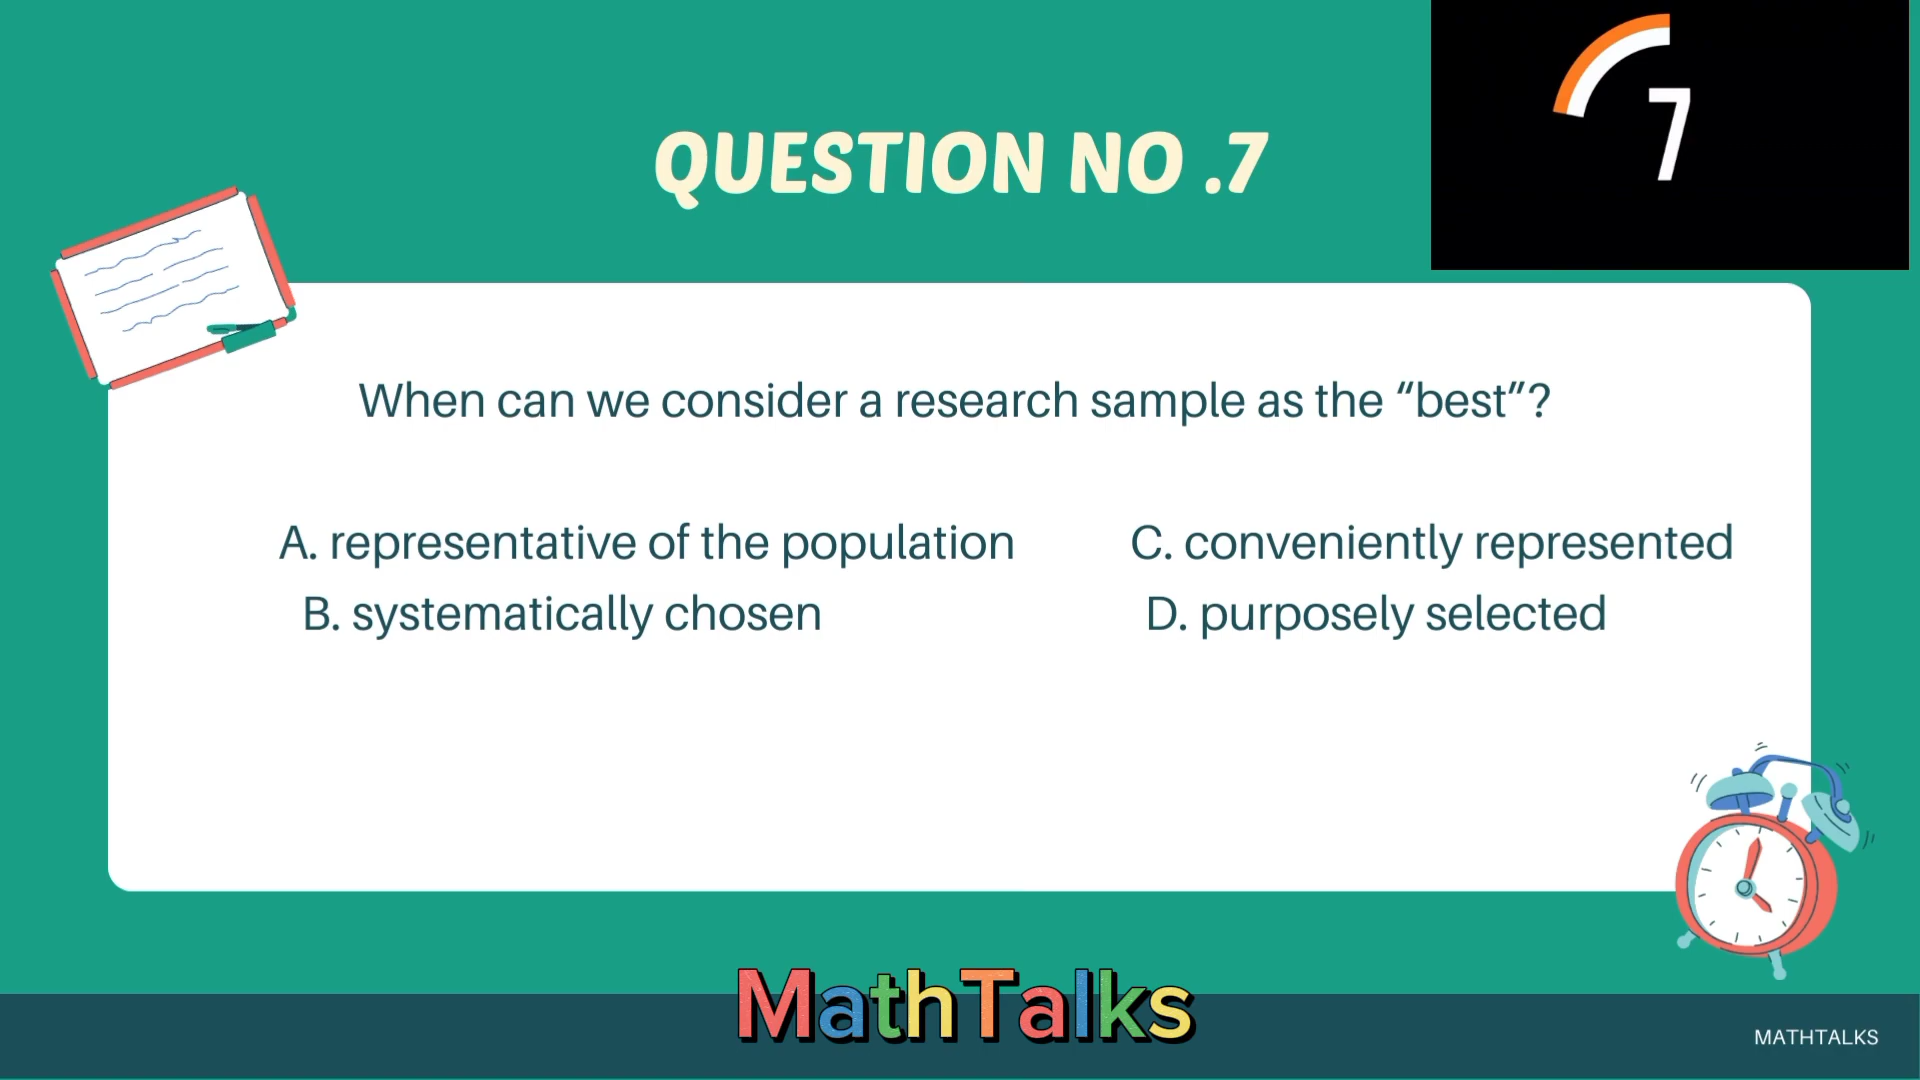 QUESTION NO .7
7
When can we consider a research sample as the “best”?
A. representative of the population
B. systematically chosen
C. conveniently represented
D. purposely selected
MathTalks
MATHTALKS